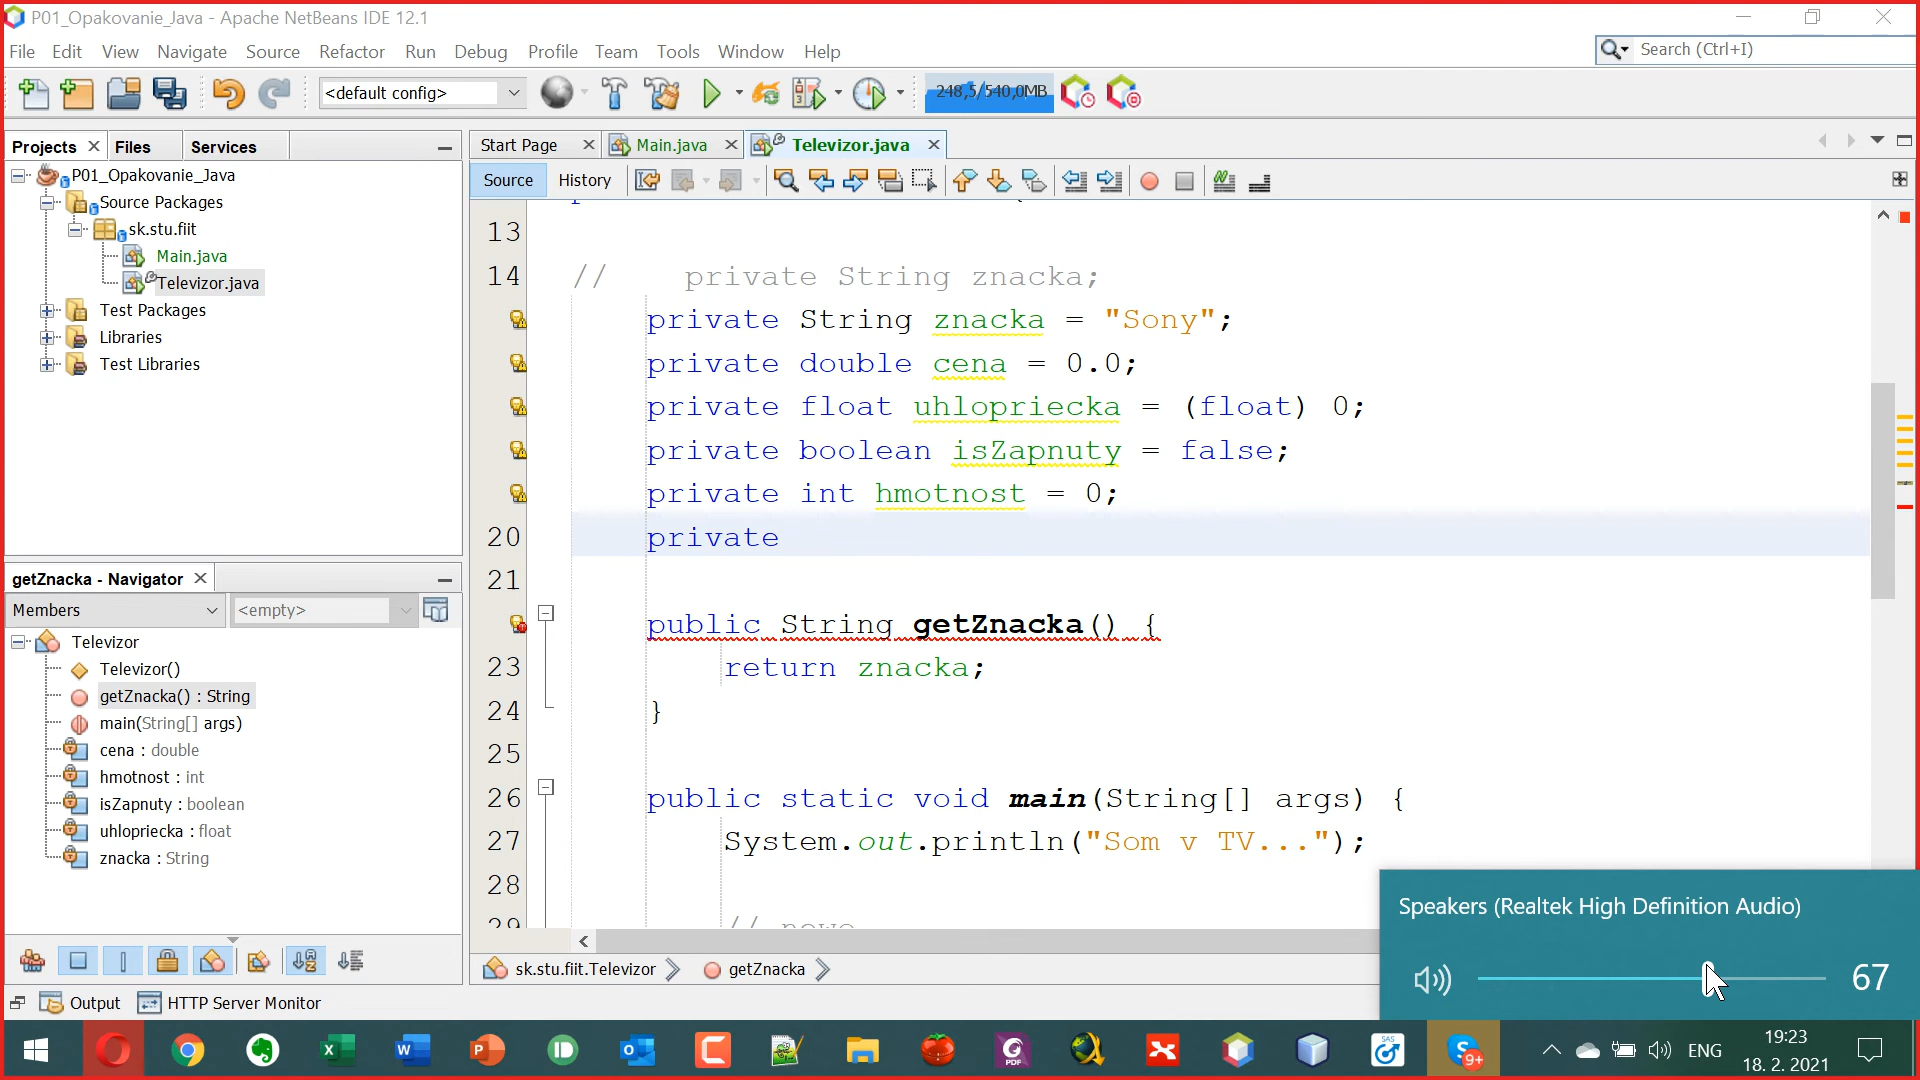 P01_Opakovanie_Java - Apache NetBeans IDE 12.1
File Edit View Navigate Source Refactor Run Debug Profile Team Tools Window Help
Search (Ctrl+I)
<default config>
248,5/540,0MB
Projects Files Services
P01_Opakovanie_Java
Source Packages
sk.stu.fiit
Main.java
Televizor.java
Test Packages
Libraries
Test Libraries
getZnacka - Navigator
Members <empty>
Televizor
Televizor()
getZnacka() : String
main(String[] args)
cena : double
hmotnost : int
isZapnuty : boolean
uhlopriecka : float
znacka : String
Start Page Main.java Televizor.java
Source History
13
14 // private String znacka;
private String znacka = "Sony";
private double cena = 0.0;
private float uhlopriecka = (float) 0;
private boolean isZapnuty = false;
private int hmotnost = 0;
20 private
21
public String getZnacka() {
23 return znacka;
24 }
25
26 public static void main(String[] args) {
27 System.out.println("Som v TV...");
28
29
sk.stu.fiit.Televizor getZnacka
Output HTTP Server Monitor
Speakers (Realtek High Definition Audio)
67
9+
ENG
19:23
18. 2. 2021